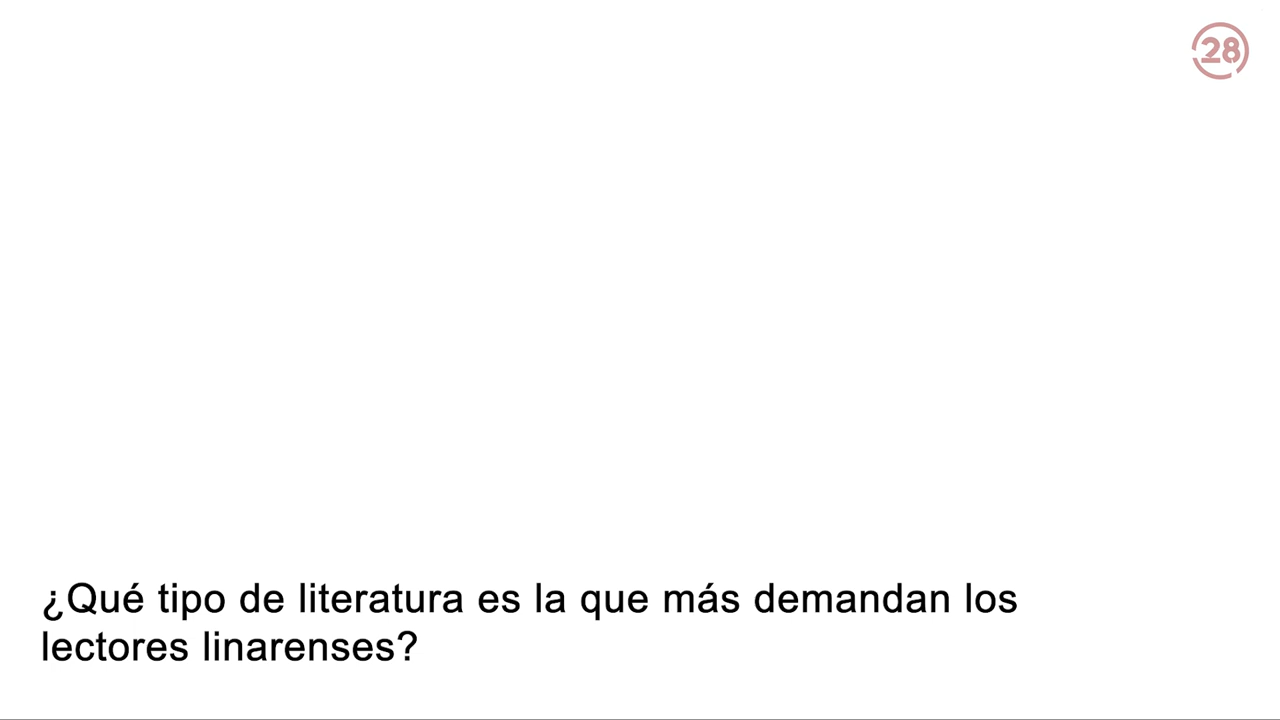 28
¿Qué tipo de literatura es la que más demandan los
lectores linarenses?